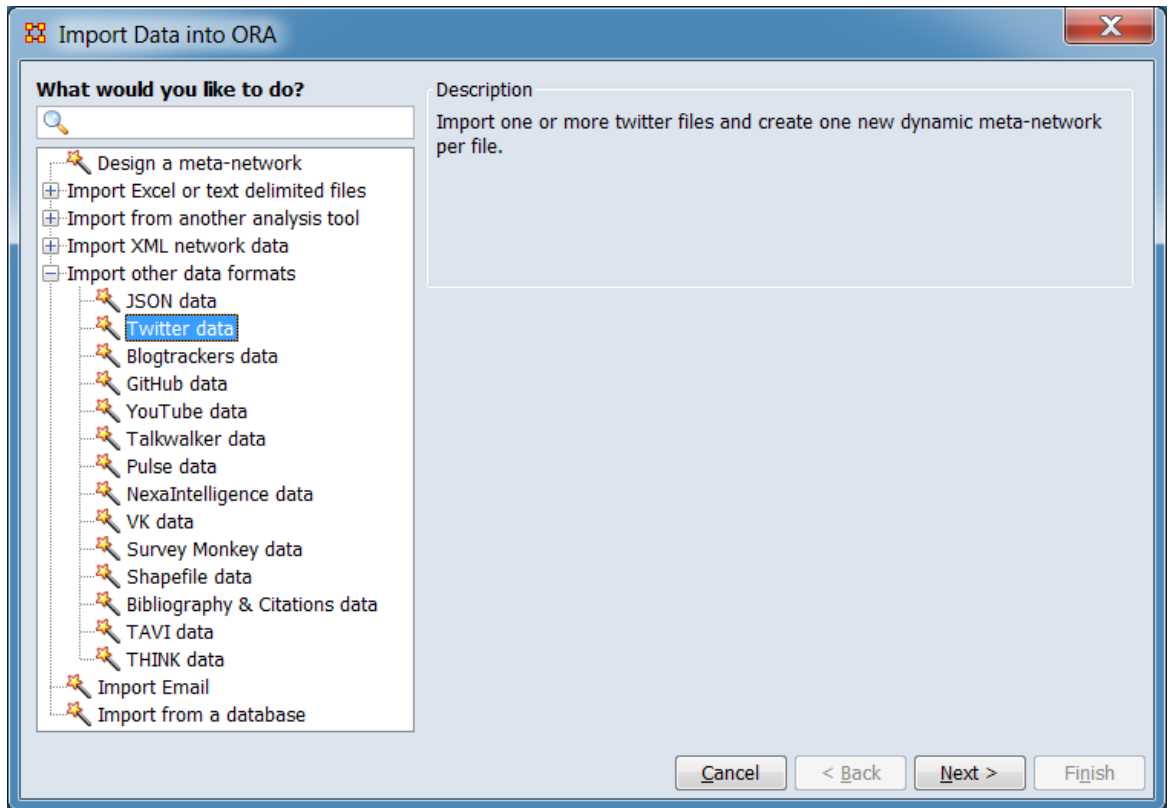 Import Data into ORA
What would you like to do?
Design a meta-network
Import Excel or text delimited files
Import from another analysis tool
Import XML network data
Import other data formats
JSON data
Twitter data
Blogtrackers data
GitHub data
YouTube data
Talkwalker data
Pulse data
NexaIntelligence data
VK data
Survey Monkey data
Shapefile data
Bibliography & Citations data
TAVI data
THINK data
Import Email
Import from a database
Description
Import one or more twitter files and create one new dynamic meta-network
per file.
Cancel
< Back
Next >
Finish